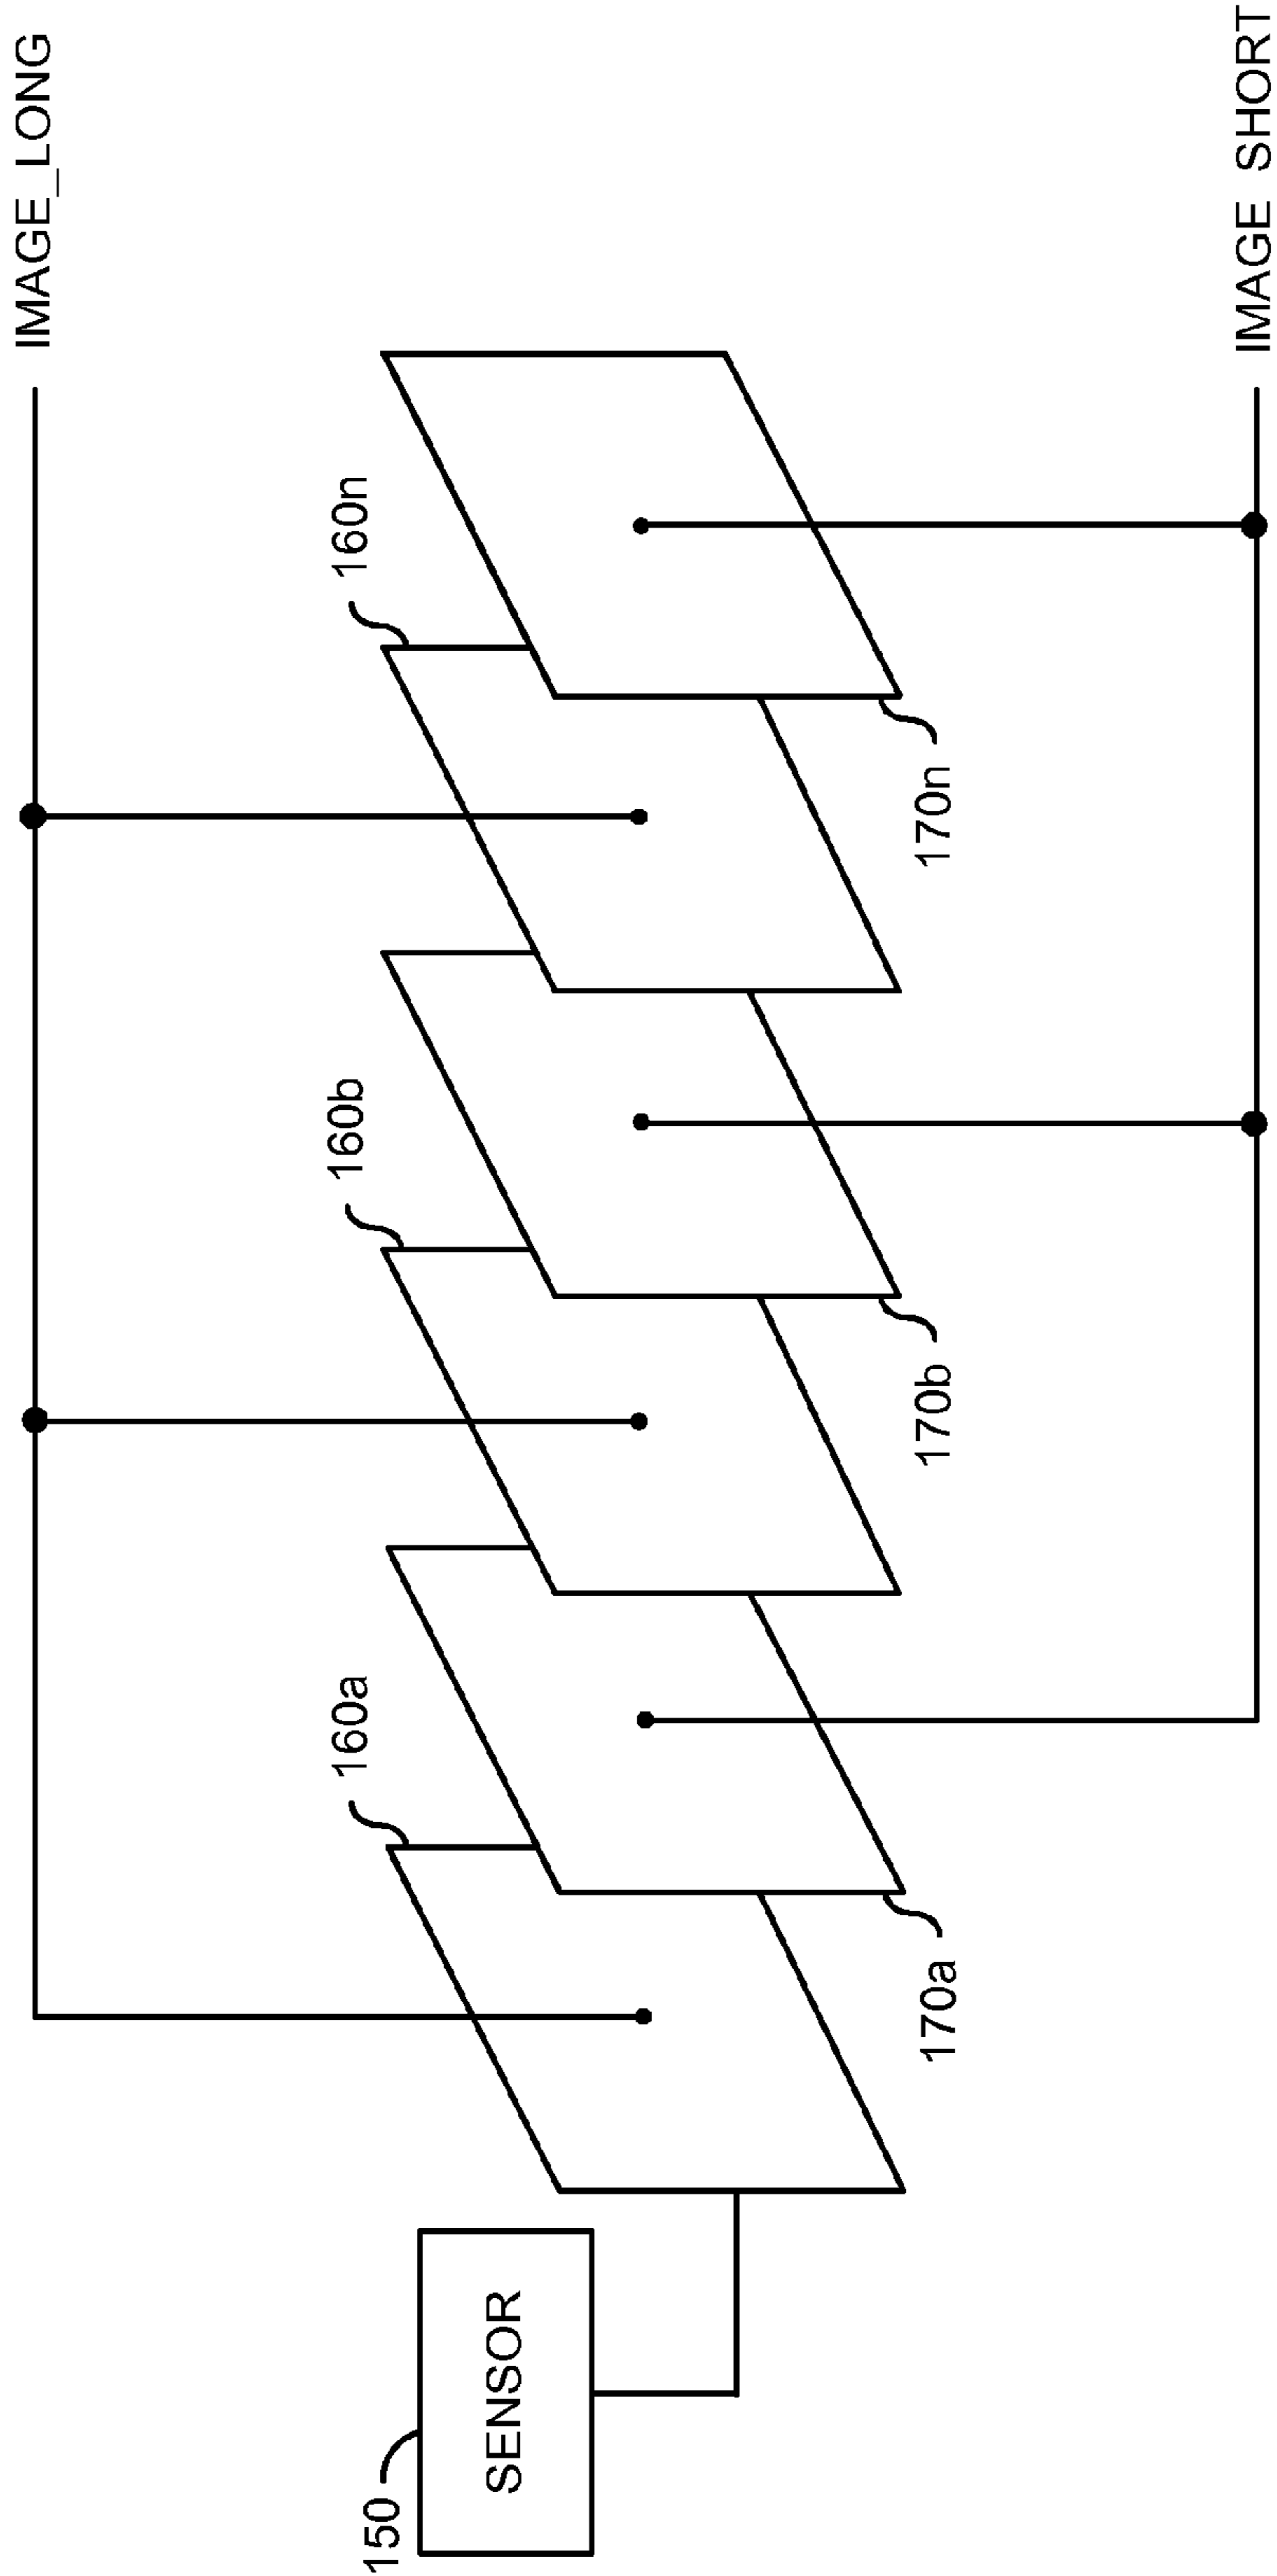 IMAGE_LONG
160a
160b
160n
150
SENSOR
170a
170b
170n
IMAGE_SHORT